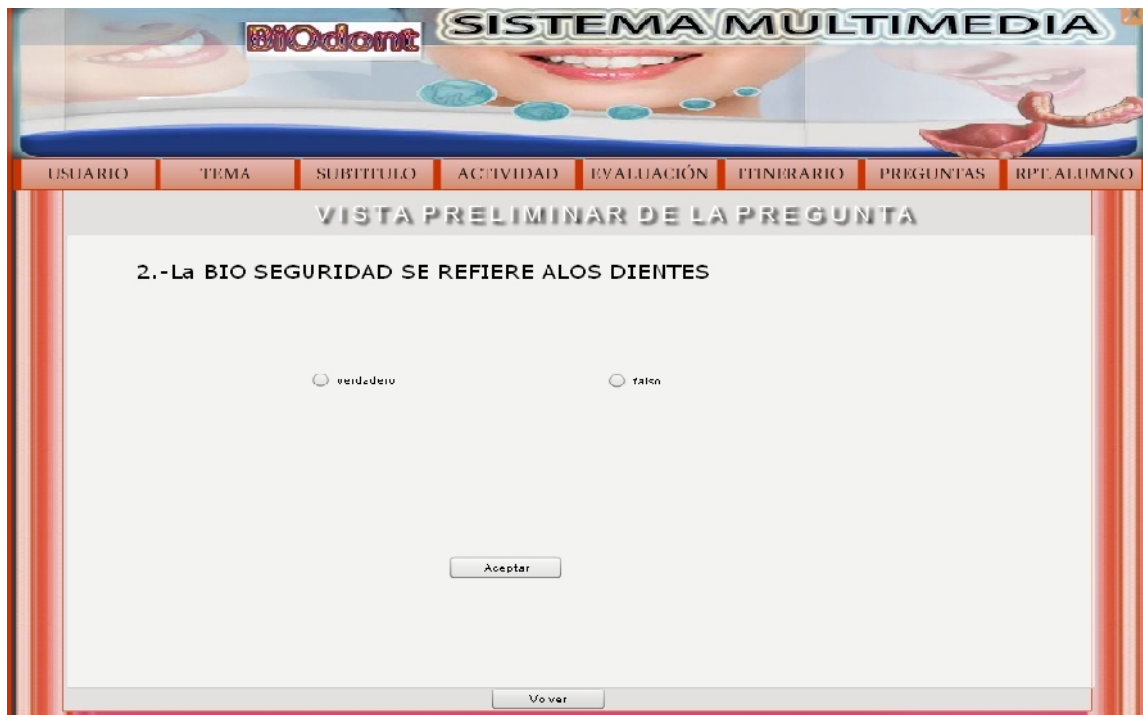 BiOdont SISTEMA MULTIMEDIA
USUARIO TEMA SUBTITULO ACTIVIDAD EVALUACIÓN ITINERARIO PREGUNTAS RPT.ALUMNO
VISTA PRELIMINAR DE LA PREGUNTA
2.-La BIO SEGURIDAD SE REFIERE ALOS DIENTES
verdadero falso
Aceptar
Volver